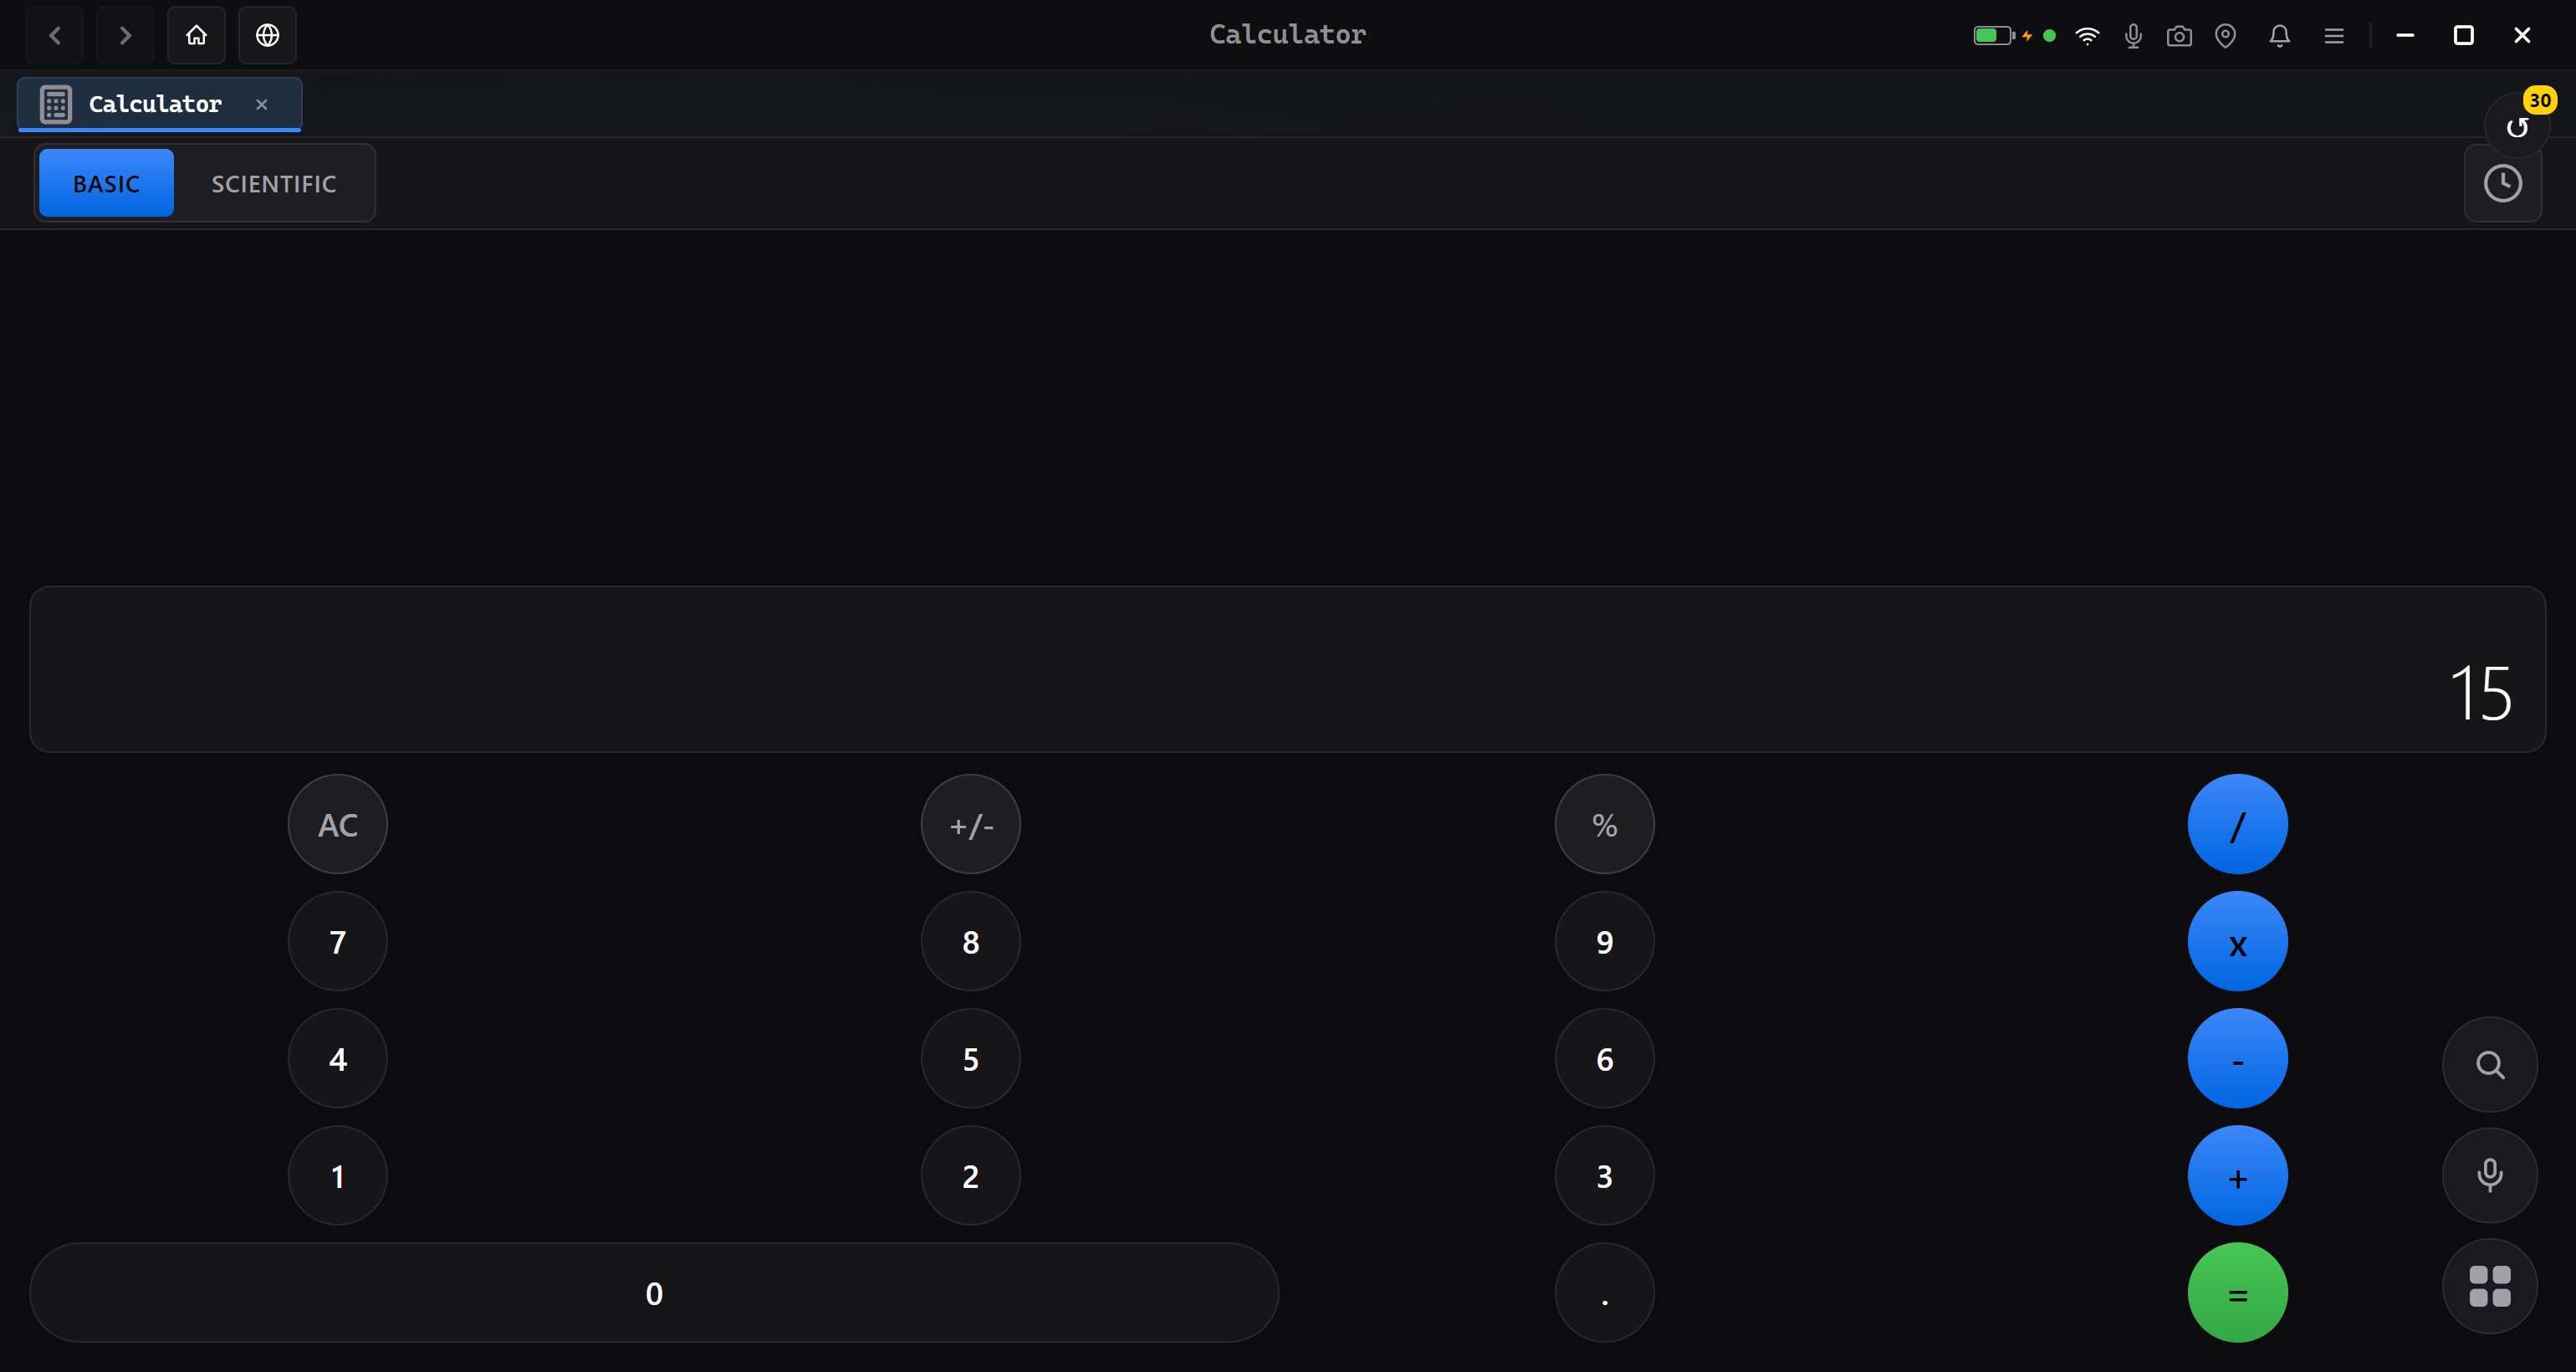 Calculator
Calculator
30
BASIC SCIENTIFIC
15
AC +/- % /
7 8 9 x
4 5 6 -
1 2 3 +
0 . =